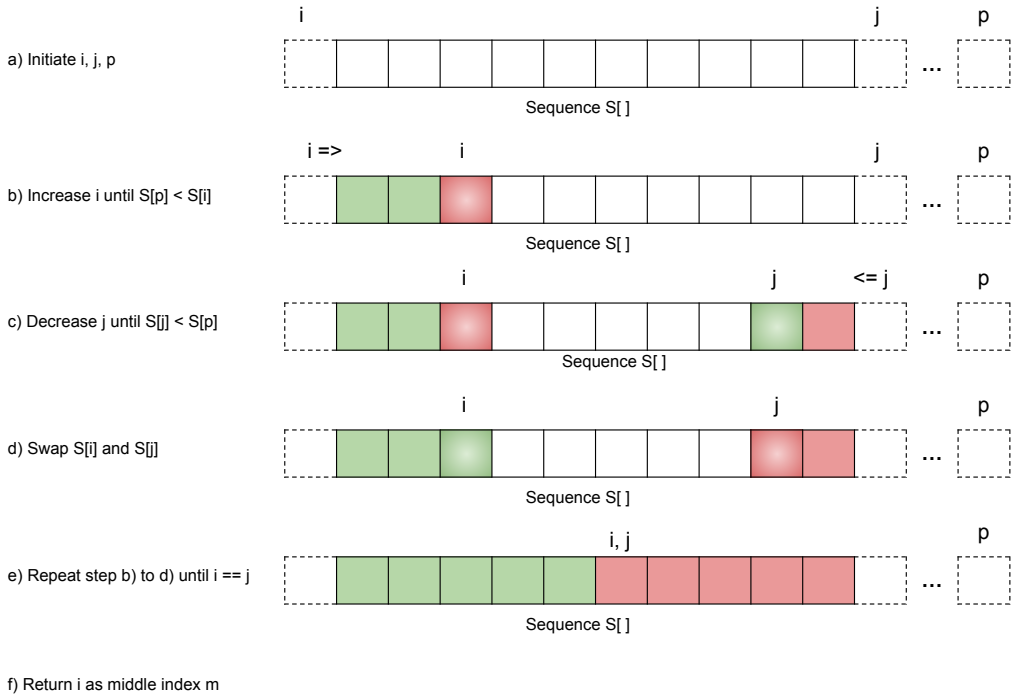 i j p
a) Initiate i, j, p
...
Sequence S[ ]
i => i j p
b) Increase i until S[p] < S[i]
...
Sequence S[ ]
i j <= j p
c) Decrease j until S[j] < S[p]
...
Sequence S[ ]
i j p
d) Swap S[i] and S[j]
...
Sequence S[ ]
i, j p
e) Repeat step b) to d) until i == j
...
Sequence S[ ]
f) Return i as middle index m